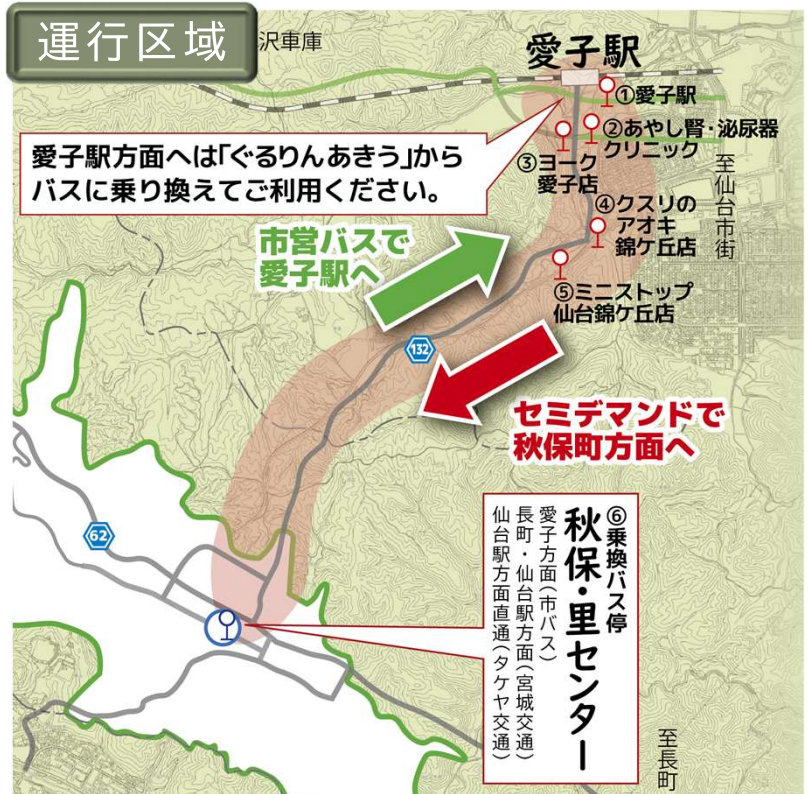 運行区域
沢車庫
愛子駅
①愛子駅
②あやし腎・泌尿器
クリニック
③ヨーク
愛子店
至仙台市街
④クスリの
アオキ
錦ケ丘店
⑤ミニストップ
仙台錦ケ丘店
愛子駅方面へは「ぐるりんあきう」から
バスに乗り換えてご利用ください。
市営バスで
愛子駅へ
132
セミデマンドで
秋保町方面へ
62
⑥乗換バス停
秋保・里センター
愛子方面(市バス)
長町・仙台駅方面(宮城交通)
仙台駅方面直通(タケヤ交通)
至長町